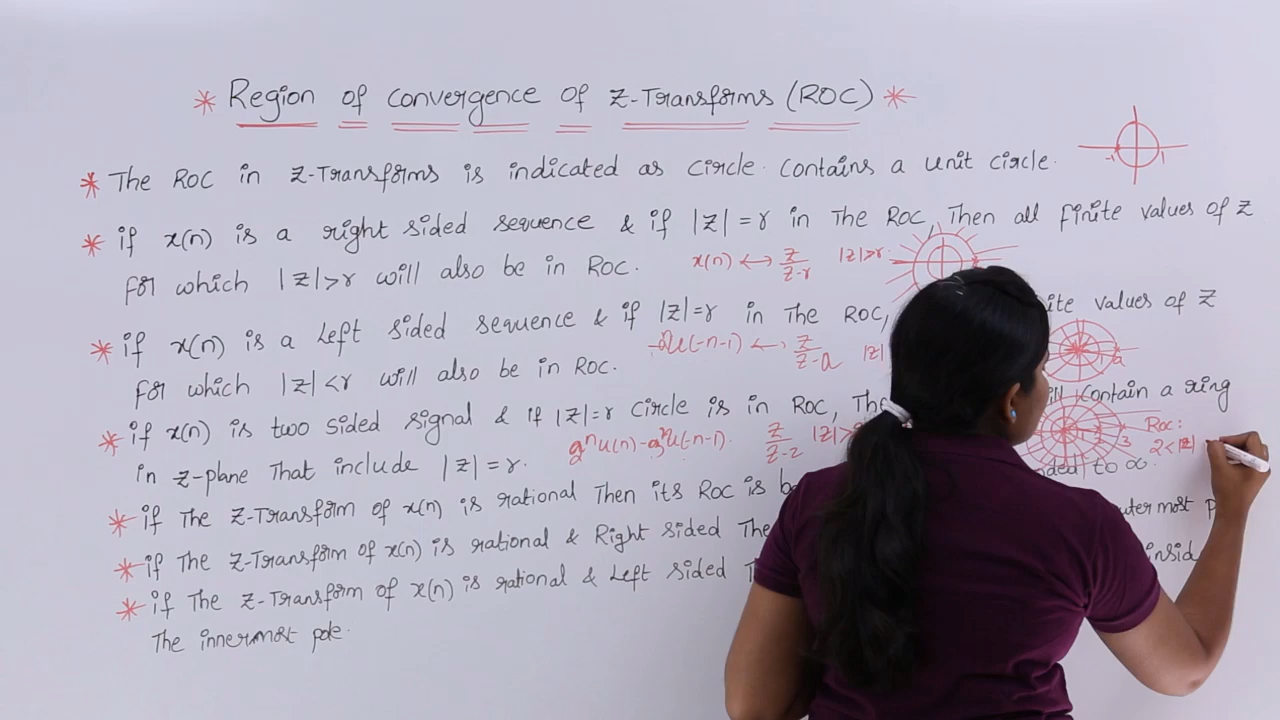 * Region of convergence of Z-Transforms (ROC) *
* The ROC in Z-Transforms is indicated as circle. contains a unit circle.
-1 1
* if x(n) is a right sided sequence & if |z| = r in The ROC, Then all finite values of z
for which |z|>r will also be in ROC. x(n) ↔ z/z-r |z|>r.
* if x(n) is a Left sided sequence & if |z|=r in The ROC, values of z
for which |z|<r will also be in ROC. u(-n-1) ↔ z/z-a |z| a
* if x(n) is two sided signal & if |z|=r circle is in ROC, contain a ring
in z-plane That include |z|=r. u(n) - u(-n-1). z/z-2 |z|> 2 3 ROC: 2<|z|
* if The Z-Transform of x(n) is rational Then its ROC is to ∞.
* if The Z-Transform of x(n) is rational & Right sided
* if The Z-Transform of x(n) is rational & Left sided
The innermost pole.